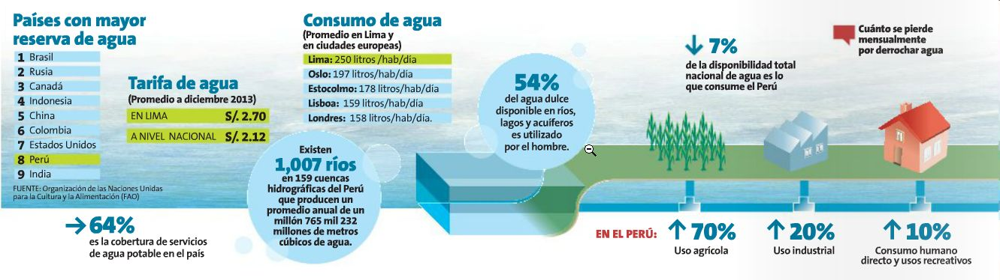 Países con mayor
reserva de agua
1 Brasil
2 Rusia
3 Canadá
4 Indonesia
5 China
6 Colombia
7 Estados Unidos
8 Perú
9 India
FUENTE: Organización de las Naciones Unidas
para la Cultura y la Alimentación (FAO)
→ 64%
es la cobertura de servicios
de agua potable en el país
Tarifa de agua
(Promedio a diciembre 2013)
EN LIMA S/. 2.70
A NIVEL NACIONAL S/. 2.12
Existen
1,007 ríos
en 159 cuencas
hidrográficas del Perú
que producen un
promedio anual de un
millón 765 mil 232
millones de metros
cúbicos de agua.
Consumo de agua
(Promedio en Lima y
en ciudades europeas)
Lima: 250 litros /hab/día
Oslo: 197 litros/hab/día
Estocolmo: 178 litros/hab/día
Lisboa: 159 litros/hab/día
Londres: 158 litros/hab/día.
54%
del agua dulce
disponible en ríos,
lagos y acuíferos
es utilizado
por el hombre.
↓ 7%
de la disponibilidad total
nacional de agua es lo
que consume el Perú
Cuánto se pierde
mensualmente
por derrochar agua
EN EL PERÚ:
↑ 70%
Uso agrícola
↑ 20%
Uso industrial
↑ 10%
Consumo humano
directo y usos recreativos